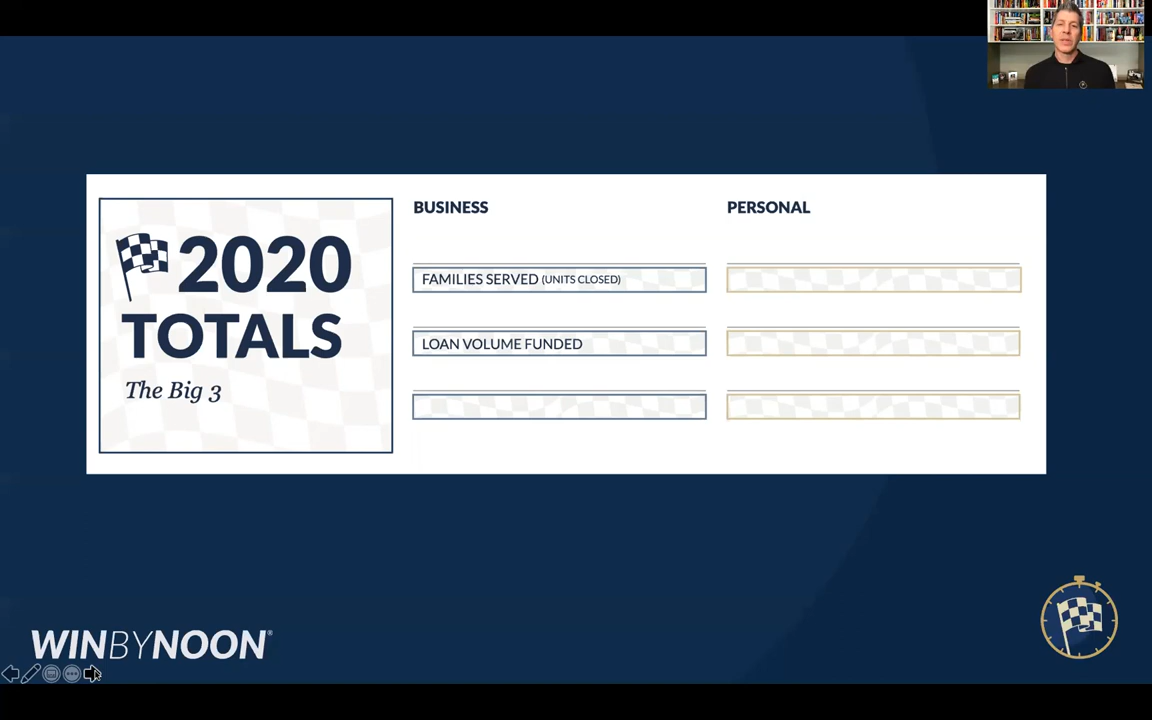 2020
TOTALS
The Big 3
BUSINESS
FAMILIES SERVED (UNITS CLOSED)
LOAN VOLUME FUNDED
PERSONAL
WINBYNOON®